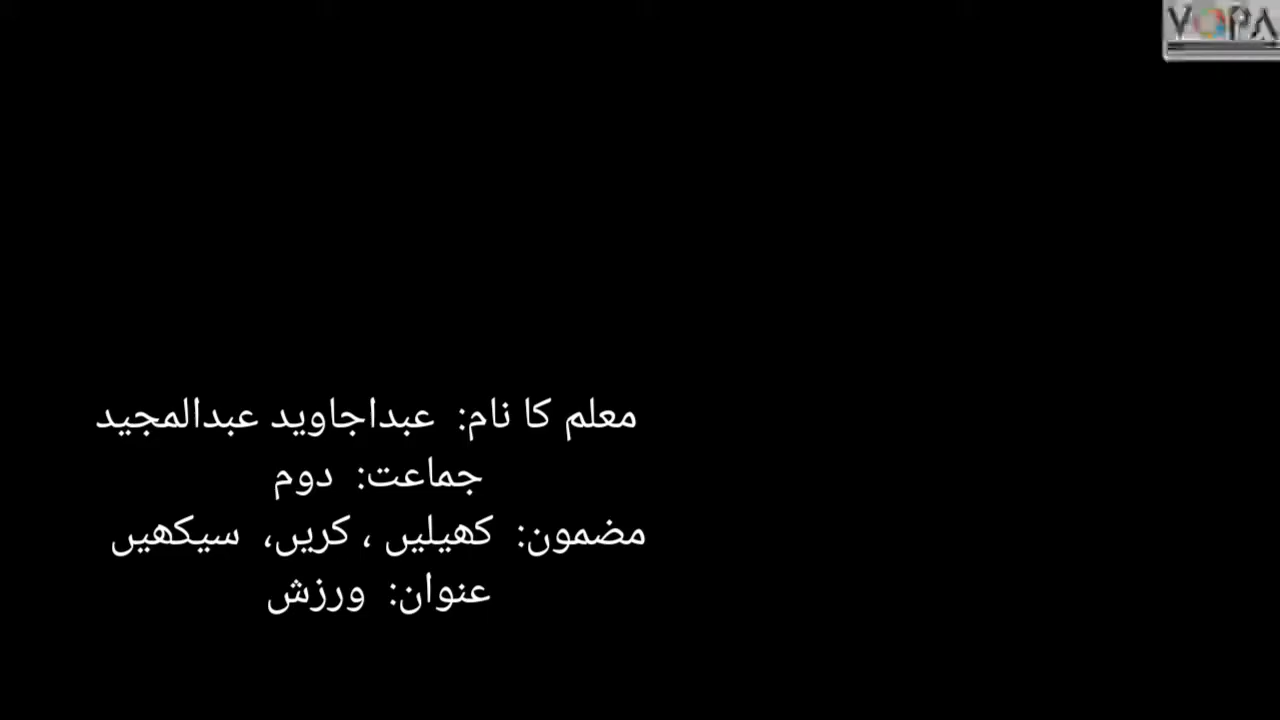 VOPA
معلم کا نام: عبداجاوید عبدالمجید
جماعت: دوم
مضمون: کھیلیں ، کریں، سیکھیں
عنوان: ورزش